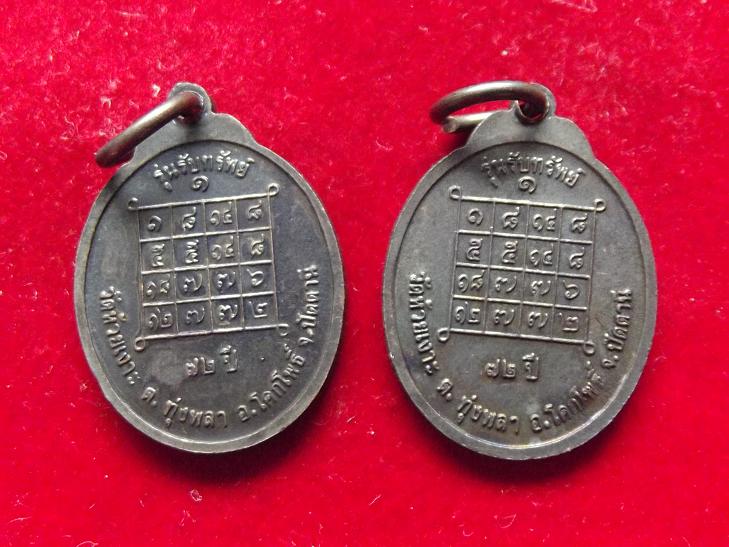 รุ่นรับทรัพย์
๑
๑ ๘ ๑๔ ๘
๕ ๕ ๑๔ ๘
๑๘ ๗ ๗ ๖
๑๒ ๗ ๗ ๒
๗๒ ปี
วัดห้วยเงาะ ต. ทุ่งพลา อ.โคกโพธิ์ จ.ปัตตานี
รุ่นรับทรัพย์
๑
๑ ๘ ๑๔ ๘
๕ ๕ ๑๔ ๘
๑๘ ๗ ๗ ๖
๑๒ ๗ ๗ ๒
๗๒ ปี
วัดห้วยเงาะ ต. ทุ่งพลา อ.โคกโพธิ์ จ.ปัตตานี